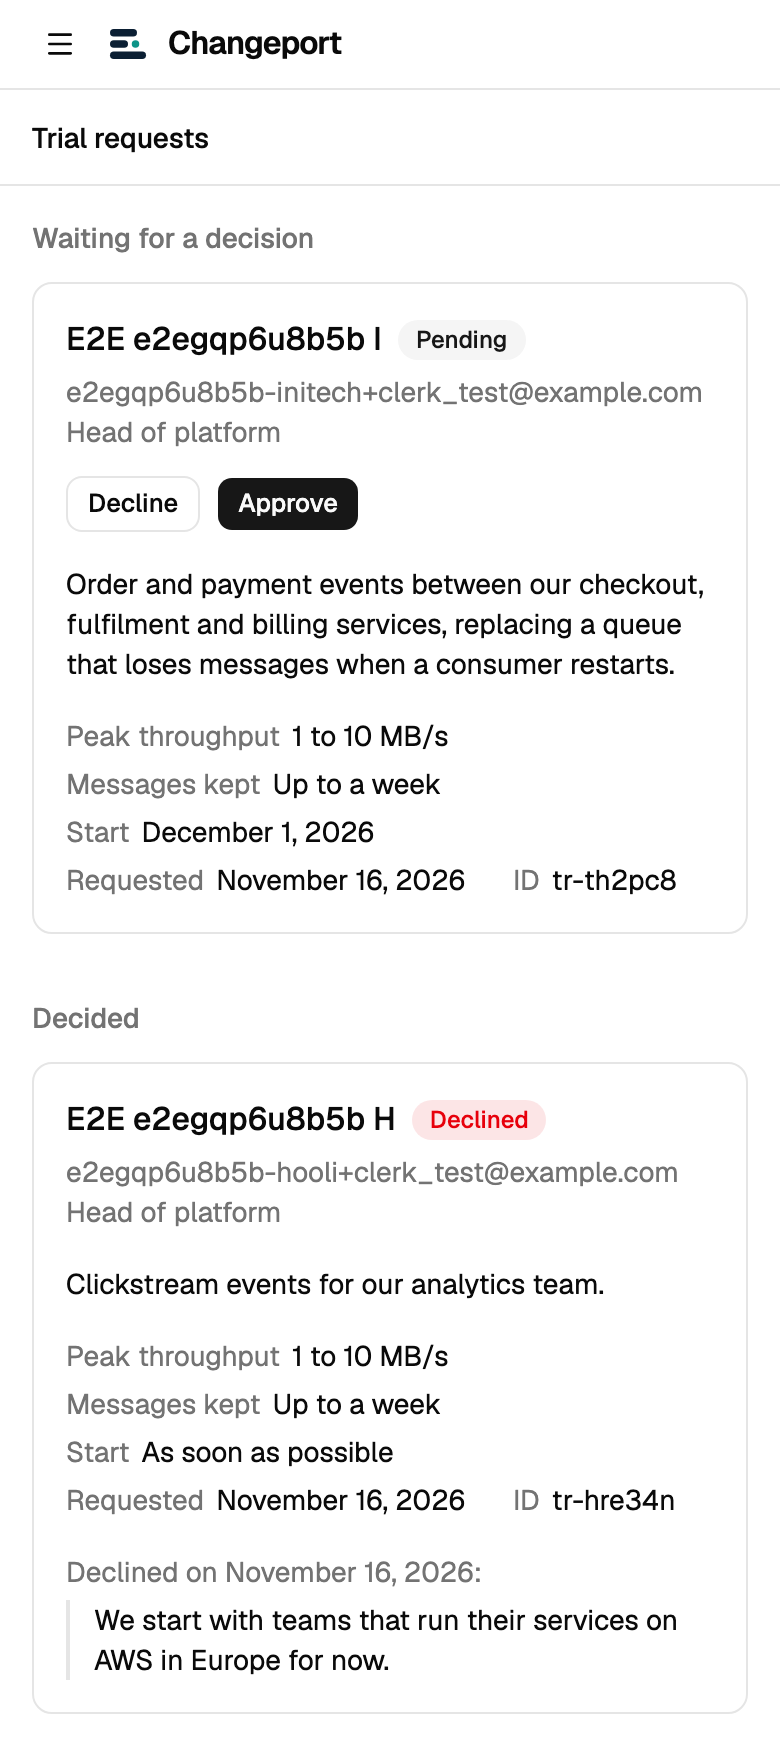 Changeport
Trial requests
Waiting for a decision
E2E e2egqp6u8b5b I Pending
e2egqp6u8b5b-initech+clerk_test@example.com
Head of platform
Decline Approve
Order and payment events between our checkout,
fulfilment and billing services, replacing a queue
that loses messages when a consumer restarts.
Peak throughput 1 to 10 MB/s
Messages kept Up to a week
Start December 1, 2026
Requested November 16, 2026 ID tr-th2pc8
Decided
E2E e2egqp6u8b5b H Declined
e2egqp6u8b5b-hooli+clerk_test@example.com
Head of platform
Clickstream events for our analytics team.
Peak throughput 1 to 10 MB/s
Messages kept Up to a week
Start As soon as possible
Requested November 16, 2026 ID tr-hre34n
Declined on November 16, 2026:
We start with teams that run their services on
AWS in Europe for now.